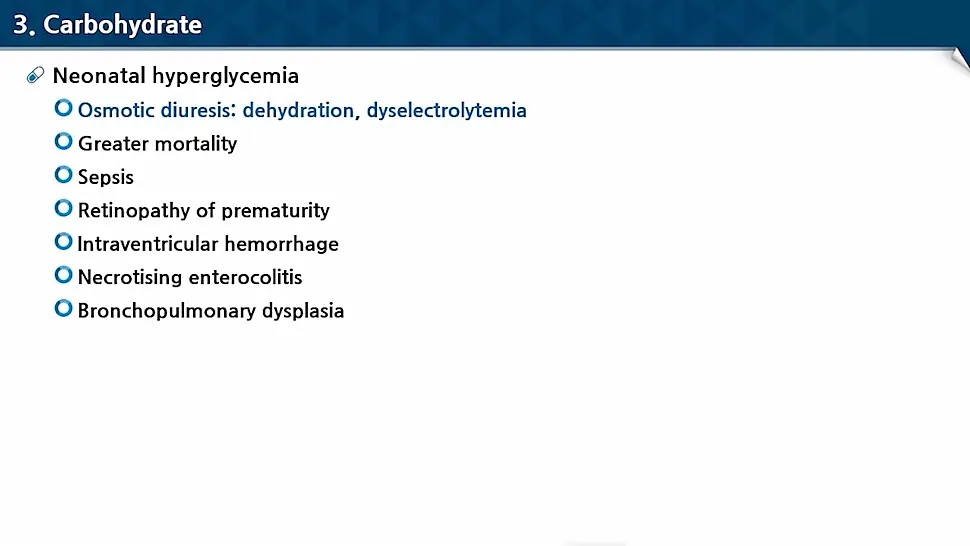 3. Carbohydrate
Neonatal hyperglycemia
Osmotic diuresis: dehydration, dyselectrolytemia
Greater mortality
Sepsis
Retinopathy of prematurity
Intraventricular hemorrhage
Necrotising enterocolitis
Bronchopulmonary dysplasia